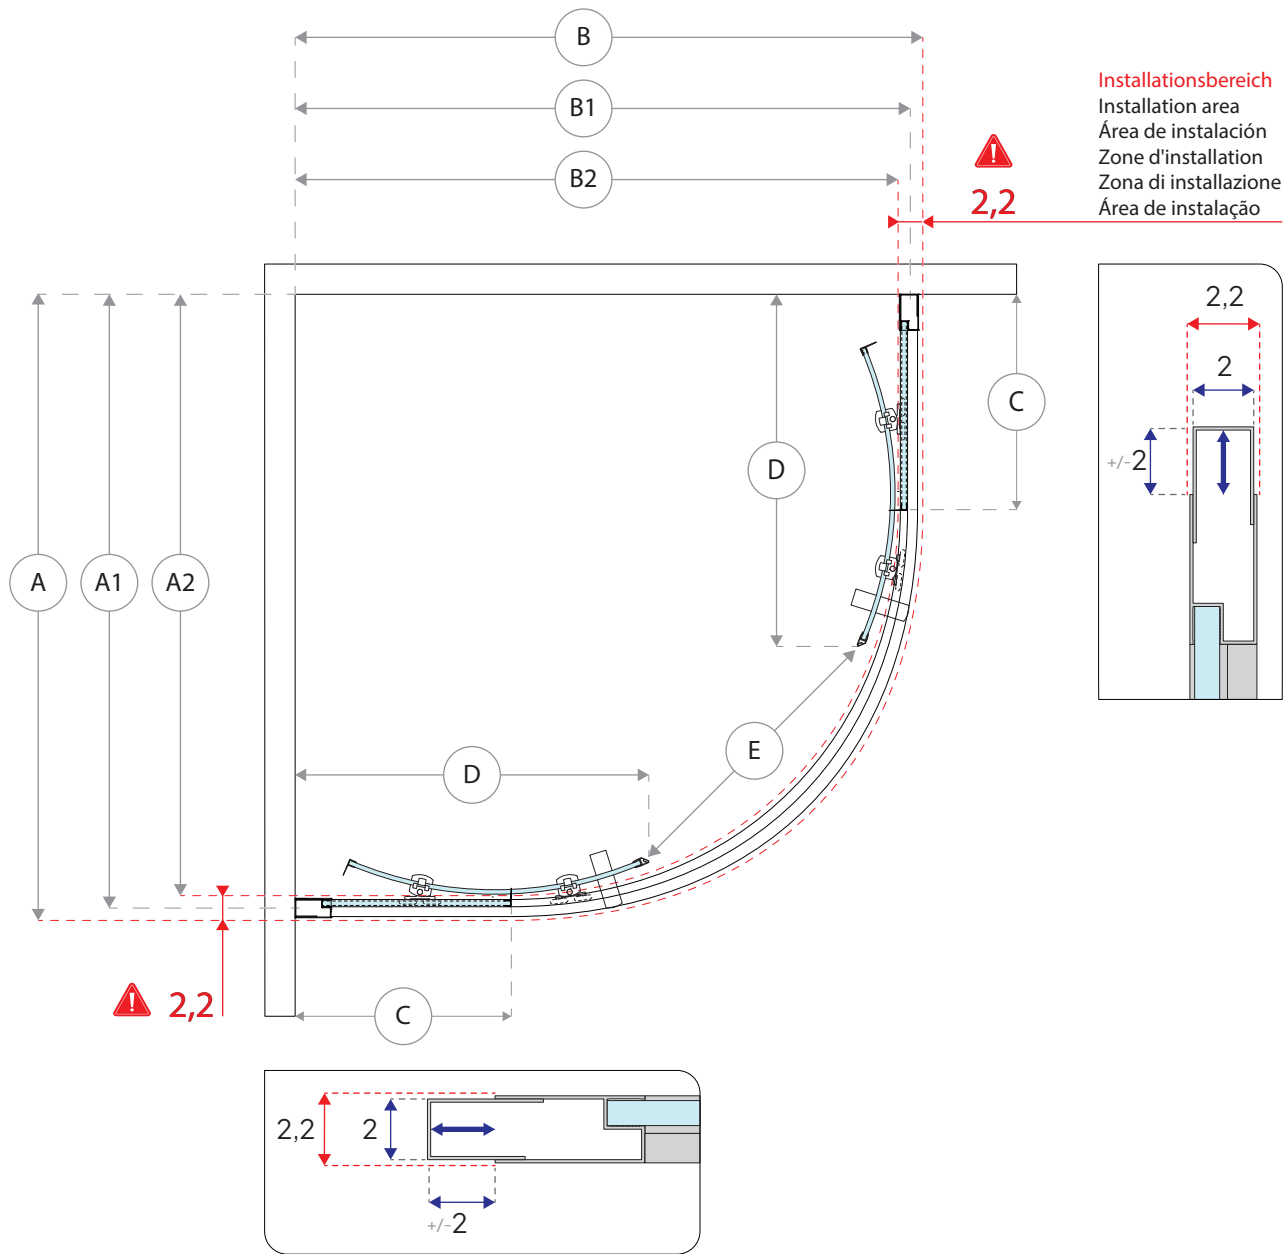 B
B1
B2
Installationsbereich
Installation area
Área de instalación
Zone d'installation
Zona di installazione
Área de instalação
!
2,2
2,2
2
+/-2
C
D
A
A1
A2
E
D
!
2,2
C
2,2
2
+/-2